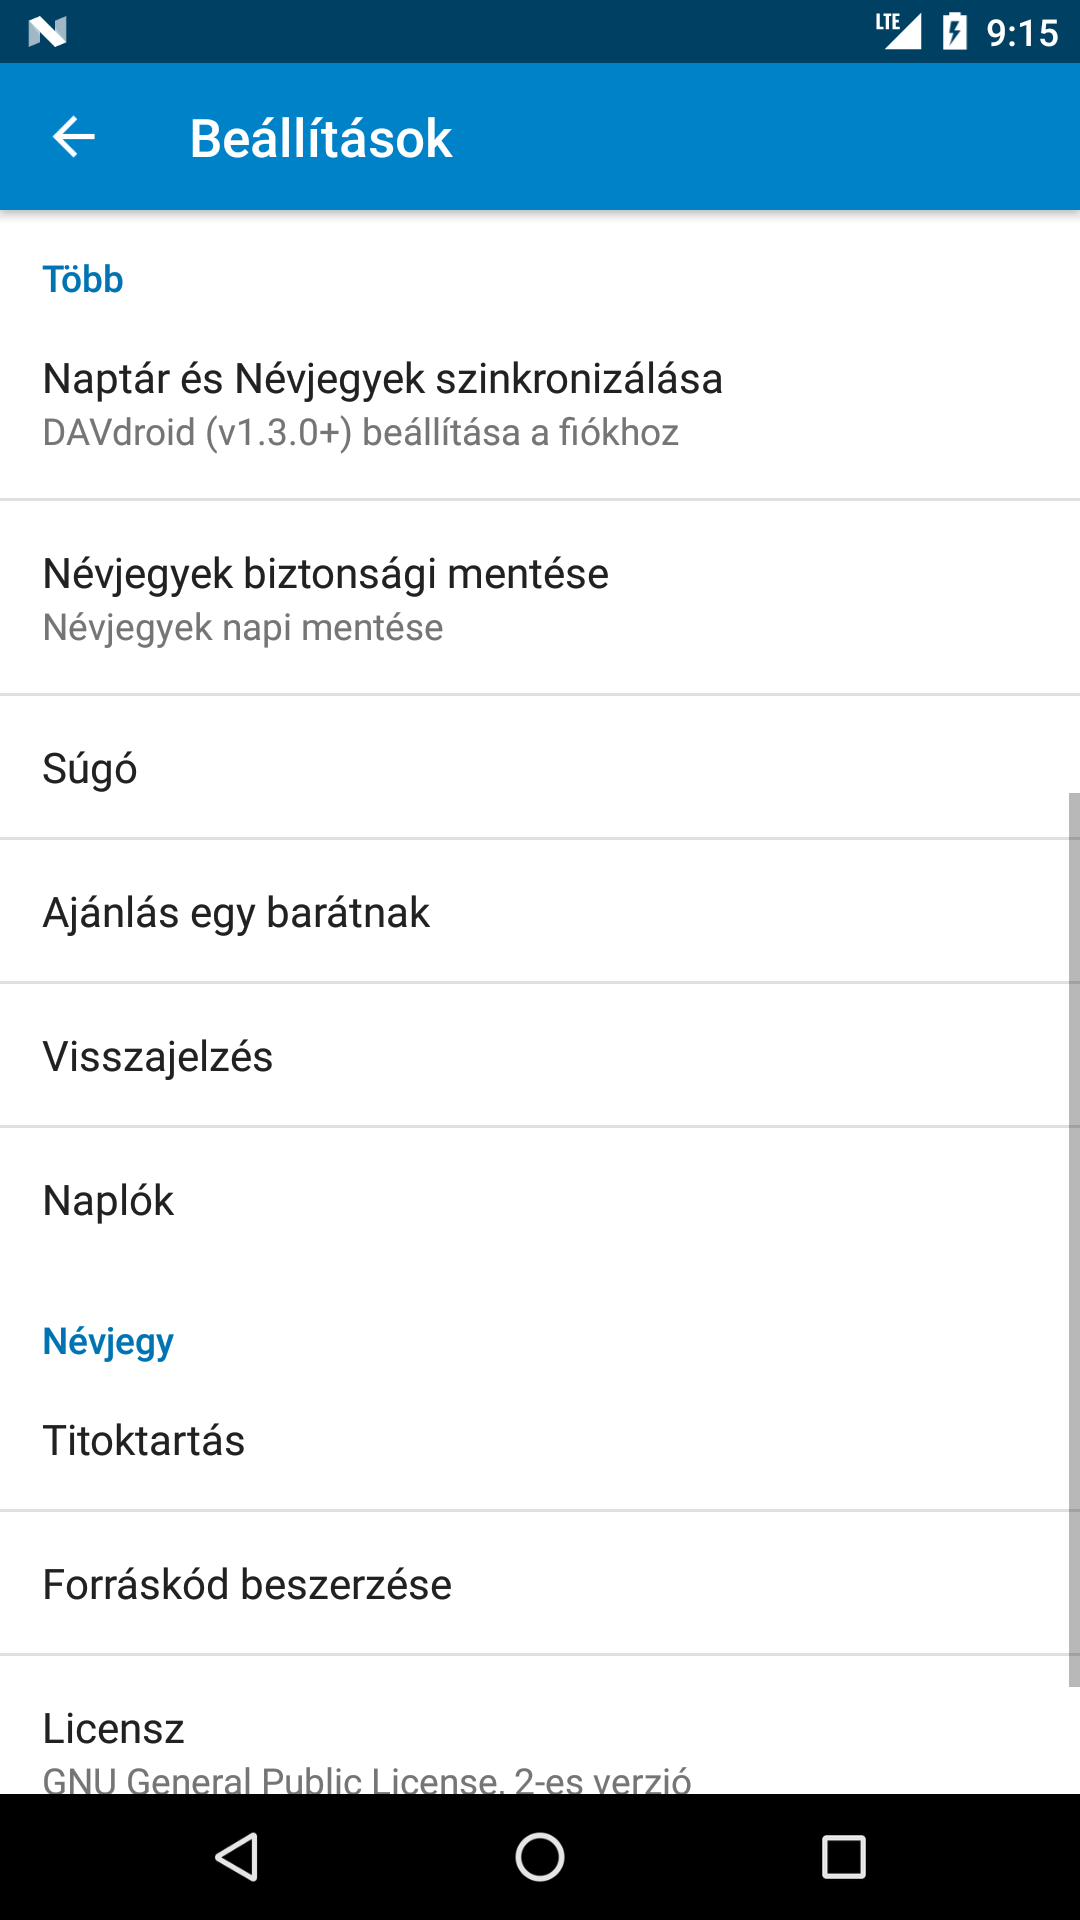 LTE 9:15
Beállítások
Több
Naptár és Névjegyek szinkronizálása
DAVdroid (v1.3.0+) beállítása a fiókhoz
Névjegyek biztonsági mentése
Névjegyek napi mentése
Súgó
Ajánlás egy barátnak
Visszajelzés
Naplók
Névjegy
Titoktartás
Forráskód beszerzése
Licensz
GNU General Public License, 2-es verzió